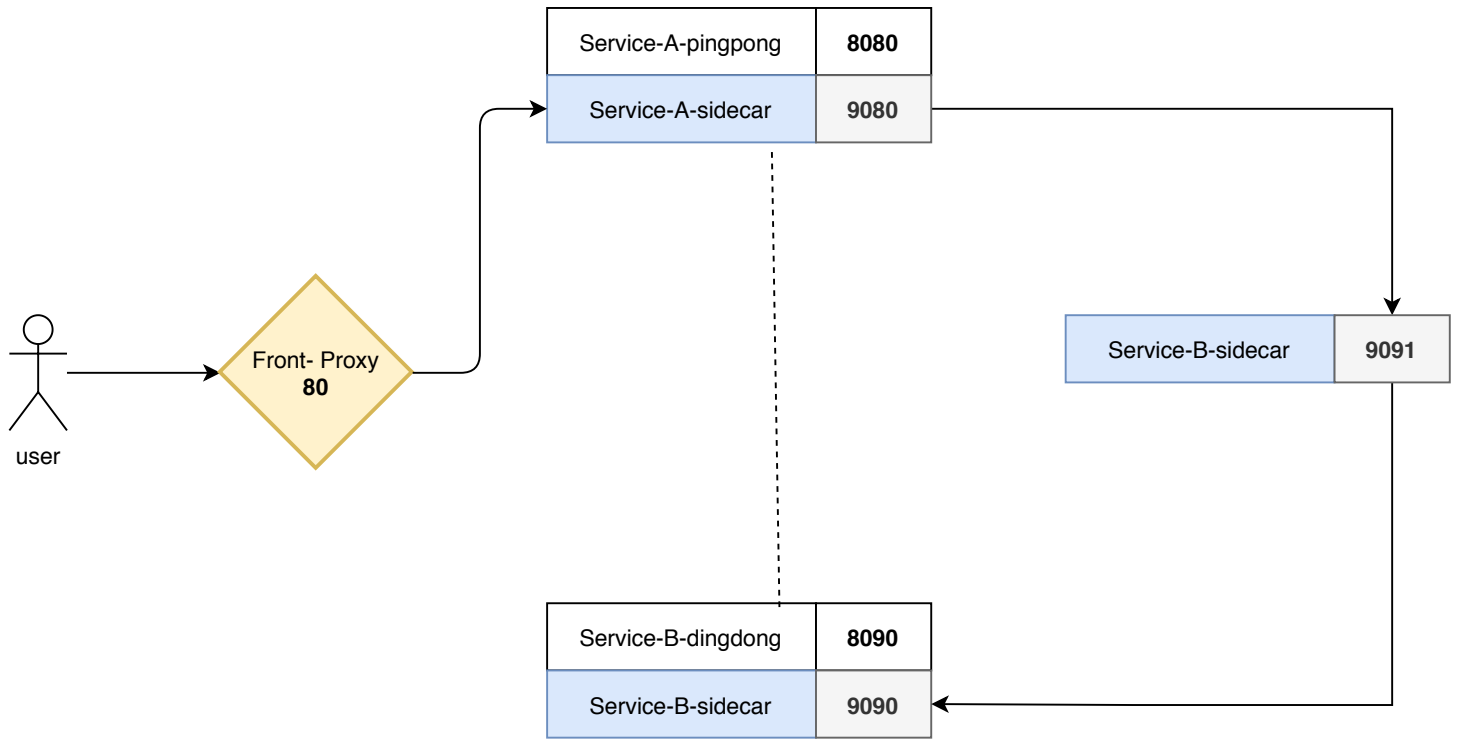 Service-A-pingpong 8080
Service-A-sidecar 9080
Front- Proxy
80
user
Service-B-sidecar 9091
Service-B-dingdong 8090
Service-B-sidecar 9090